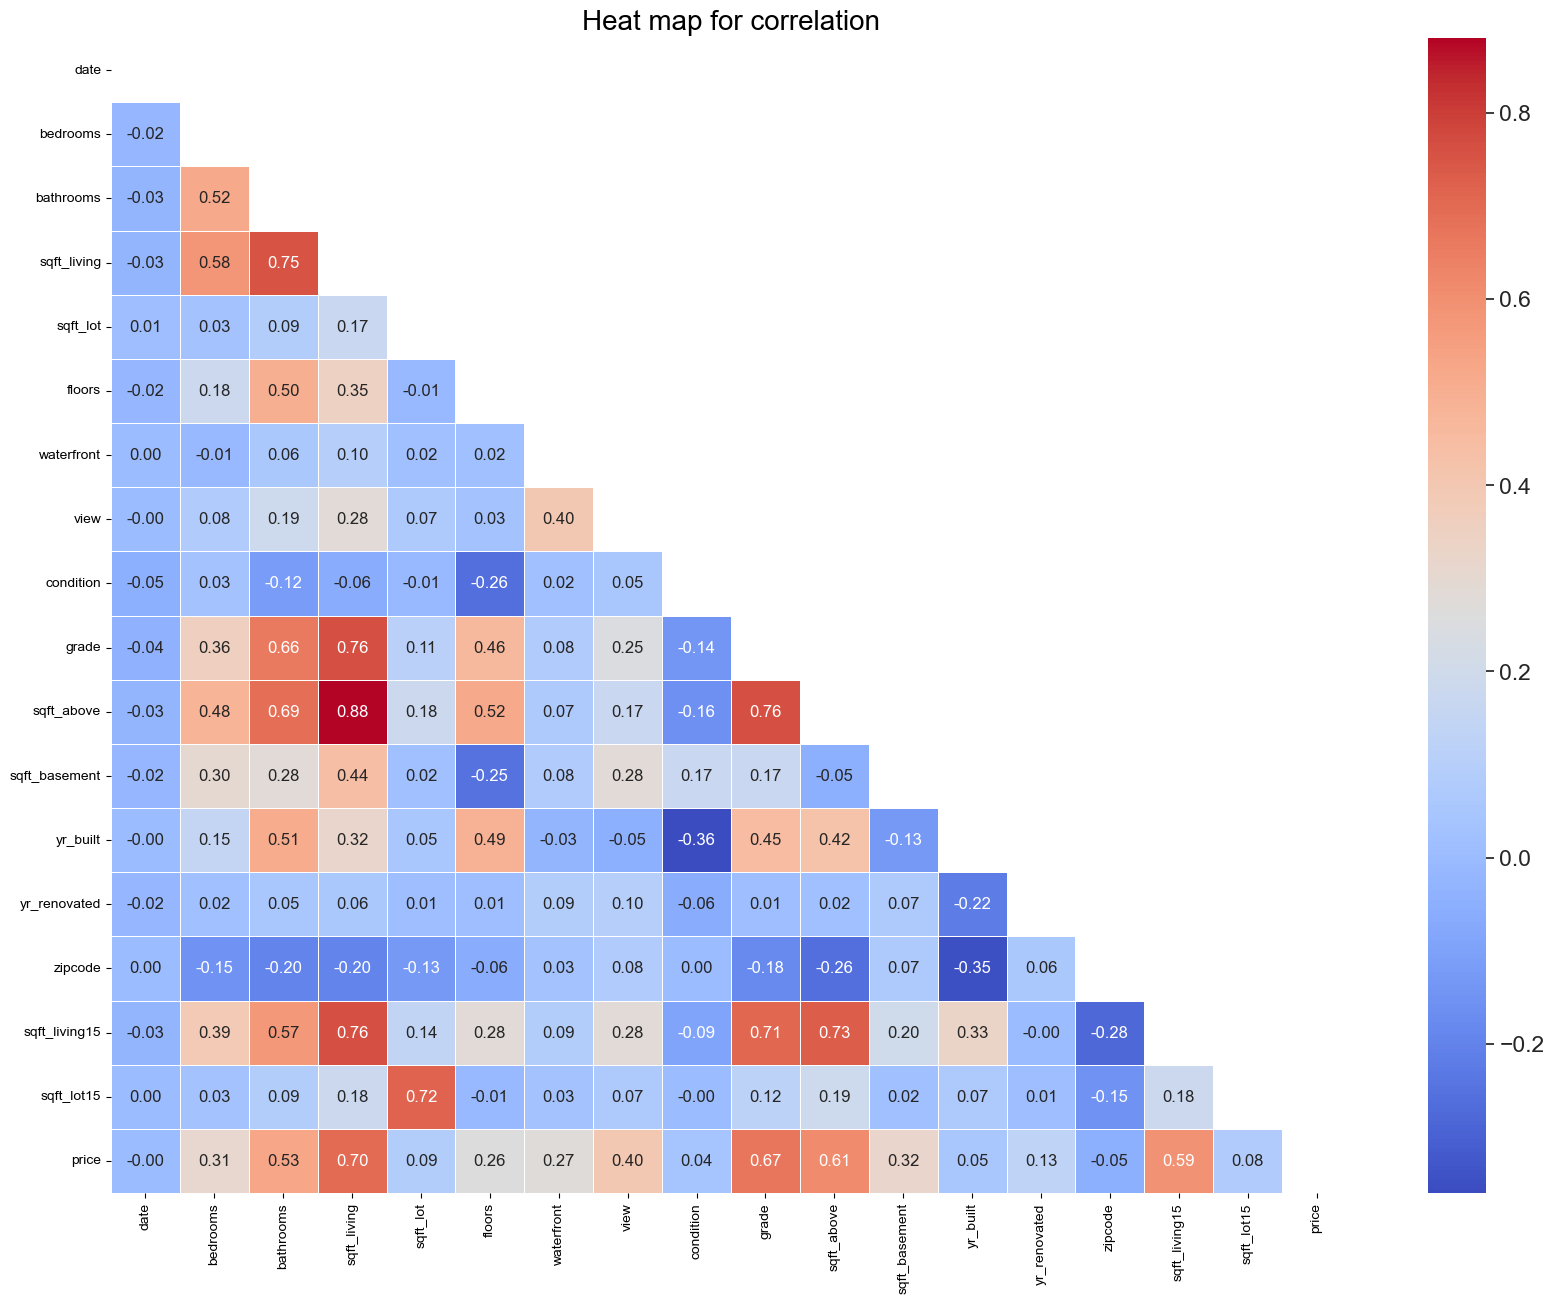 Heat map for correlation
date
bedrooms -0.02
bathrooms -0.03 0.52
sqft_living -0.03 0.58 0.75
sqft_lot 0.01 0.03 0.09 0.17
floors -0.02 0.18 0.50 0.35 -0.01
waterfront 0.00 -0.01 0.06 0.10 0.02 0.02
view -0.00 0.08 0.19 0.28 0.07 0.03 0.40
condition -0.05 0.03 -0.12 -0.06 -0.01 -0.26 0.02 0.05
grade -0.04 0.36 0.66 0.76 0.11 0.46 0.08 0.25 -0.14
sqft_above -0.03 0.48 0.69 0.88 0.18 0.52 0.07 0.17 -0.16 0.76
sqft_basement -0.02 0.30 0.28 0.44 0.02 -0.25 0.08 0.28 0.17 0.17 -0.05
yr_built -0.00 0.15 0.51 0.32 0.05 0.49 -0.03 -0.05 -0.36 0.45 0.42 -0.13
yr_renovated -0.02 0.02 0.05 0.06 0.01 0.01 0.09 0.10 -0.06 0.01 0.02 0.07 -0.22
zipcode 0.00 -0.15 -0.20 -0.20 -0.13 -0.06 0.03 0.08 0.00 -0.18 -0.26 0.07 -0.35 0.06
sqft_living15 -0.03 0.39 0.57 0.76 0.14 0.28 0.09 0.28 -0.09 0.71 0.73 0.20 0.33 -0.00 -0.28
sqft_lot15 0.00 0.03 0.09 0.18 0.72 -0.01 0.03 0.07 -0.00 0.12 0.19 0.02 0.07 0.01 -0.15 0.18
price -0.00 0.31 0.53 0.70 0.09 0.26 0.27 0.40 0.04 0.67 0.61 0.32 0.05 0.13 -0.05 0.59 0.08
date bedrooms bathrooms sqft_living sqft_lot floors waterfront view condition grade sqft_above sqft_basement yr_built yr_renovated zipcode sqft_living15 sqft_lot15 price
0.8
0.6
0.4
0.2
0.0
−0.2